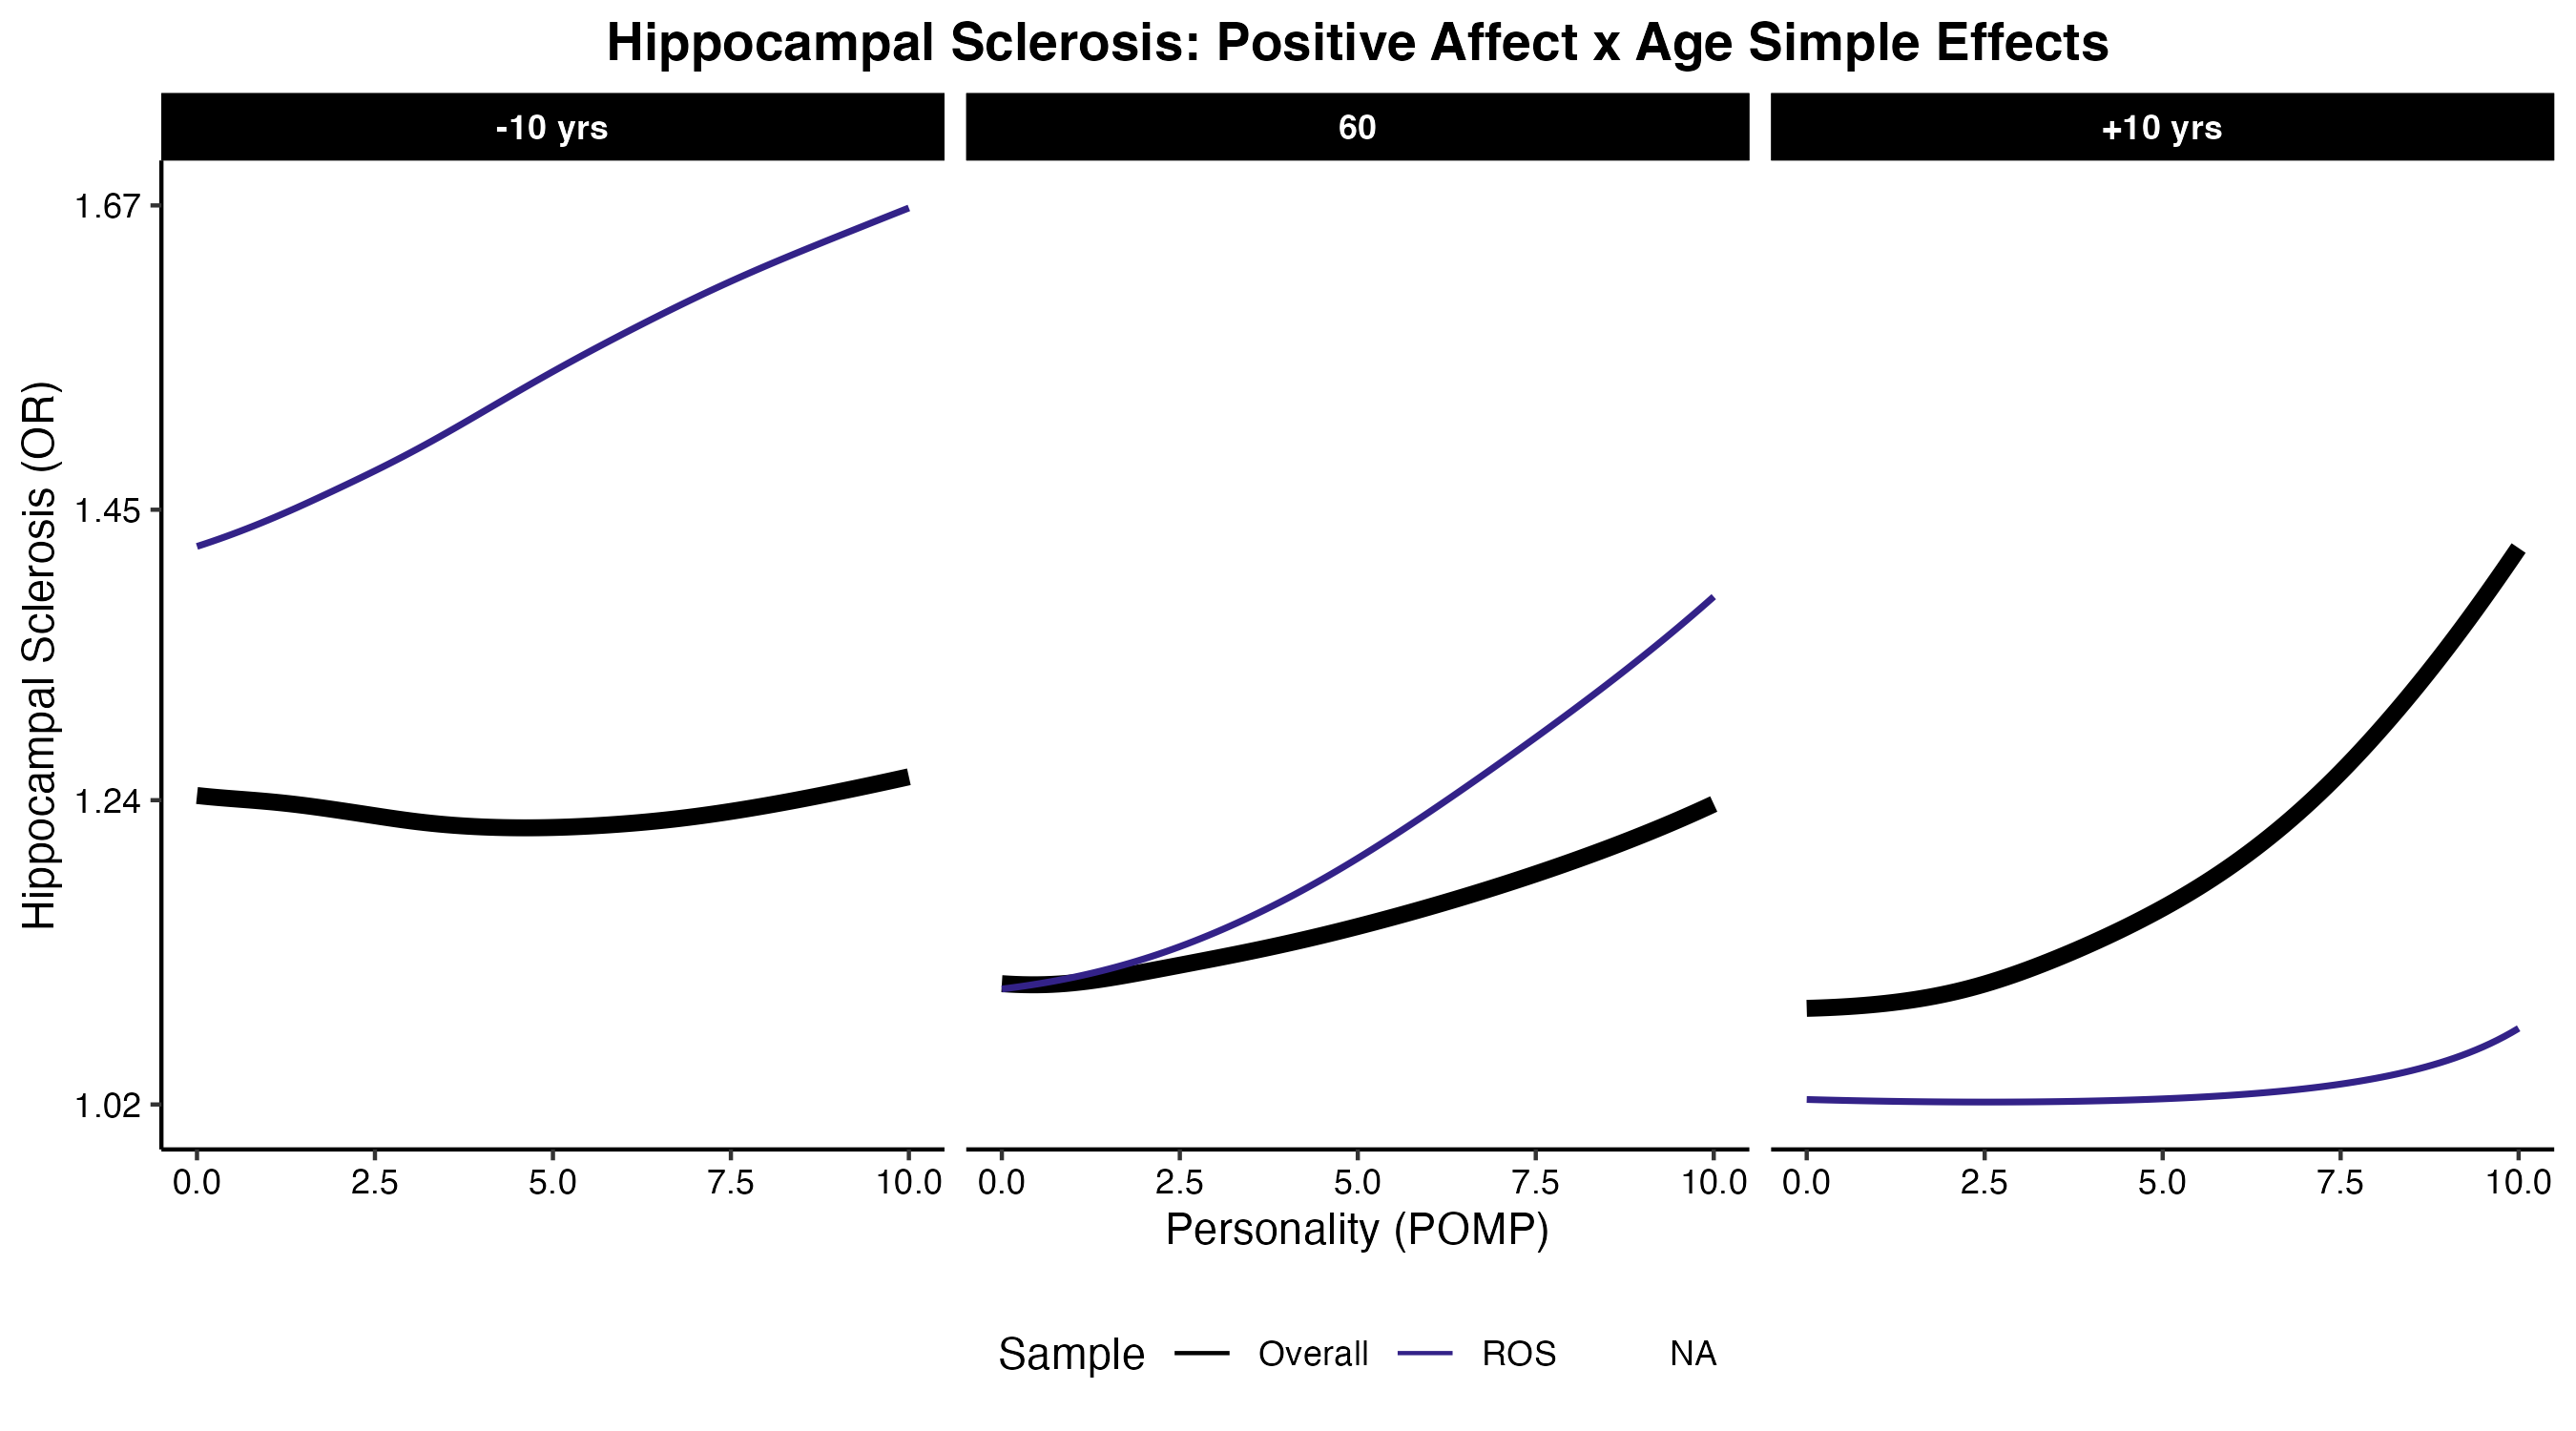 Hippocampal Sclerosis: Positive Affect x Age Simple Effects
-10 yrs 60 +10 yrs
Hippocampal Sclerosis (OR)
1.67
1.45
1.24
1.02
0.0 2.5 5.0 7.5 10.0 0.0 2.5 5.0 7.5 10.0 0.0 2.5 5.0 7.5 10.0
Personality (POMP)
Sample Overall ROS NA